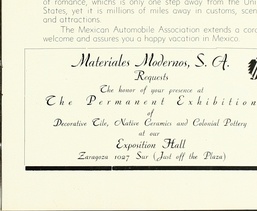 of romance, which is only one step away from the Unit
States, yet it is millions of miles away in customs, scen
and attractions.
The Mexican Automobile Association extends a cord
welcome and assures you a happy vacation in Mexico.
Materiales Modernos, S. A.
Requests
The honor of your presence at
The Permanent Exhibition
of
Decorative Tile, Native Ceramics and Colonial Pottery
at our
Exposition Hall
Zaragoza 1027 Sur (Just off the Plaza)